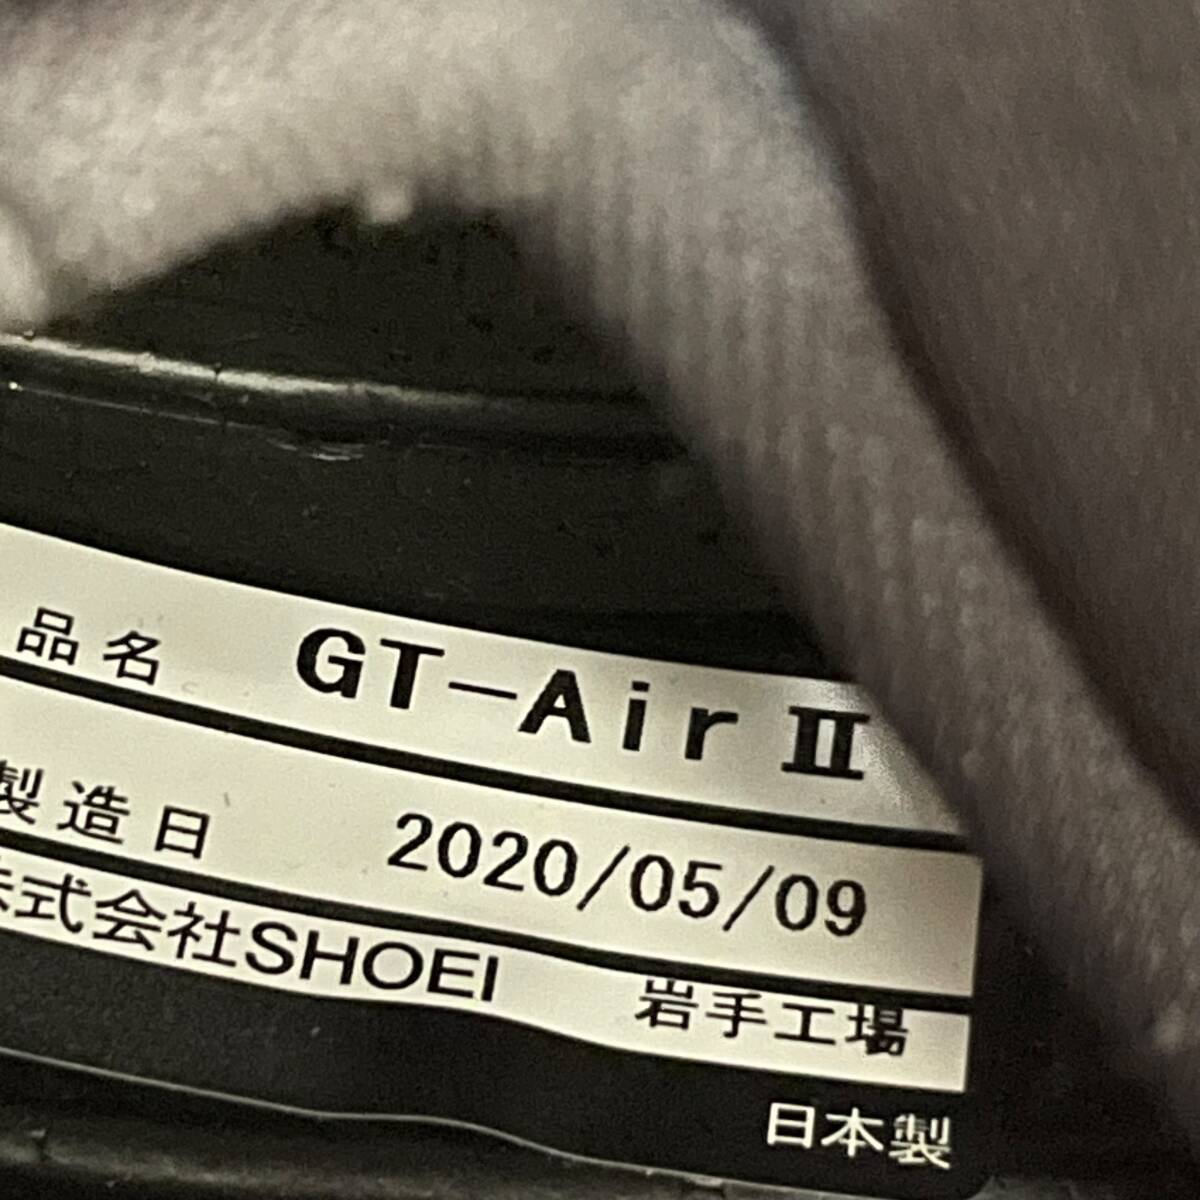 品名 GT-Air II
製造日 2020/05/09
株式会社SHOEI 岩手工場
日本製